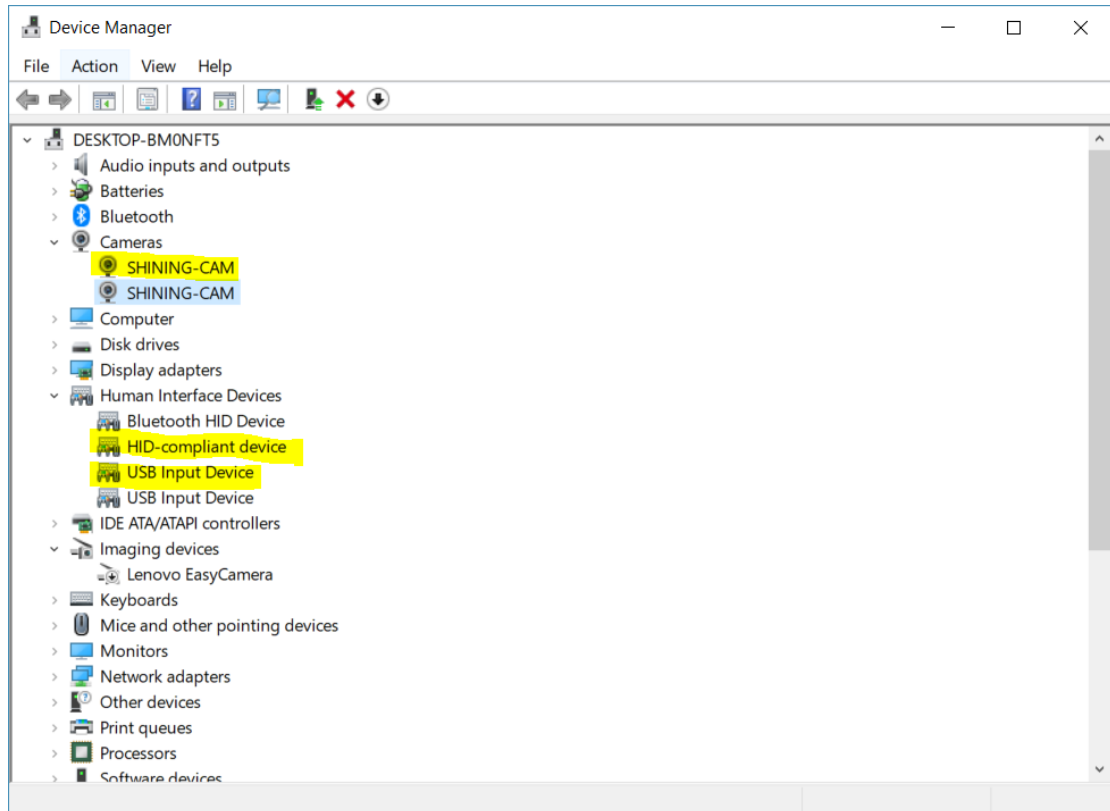 Device Manager
File Action View Help
DESKTOP-BM0NFT5
Audio inputs and outputs
Batteries
Bluetooth
Cameras
SHINING-CAM
SHINING-CAM
Computer
Disk drives
Display adapters
Human Interface Devices
Bluetooth HID Device
HID-compliant device
USB Input Device
USB Input Device
IDE ATA/ATAPI controllers
Imaging devices
Lenovo EasyCamera
Keyboards
Mice and other pointing devices
Monitors
Network adapters
Other devices
Print queues
Processors
Software devices